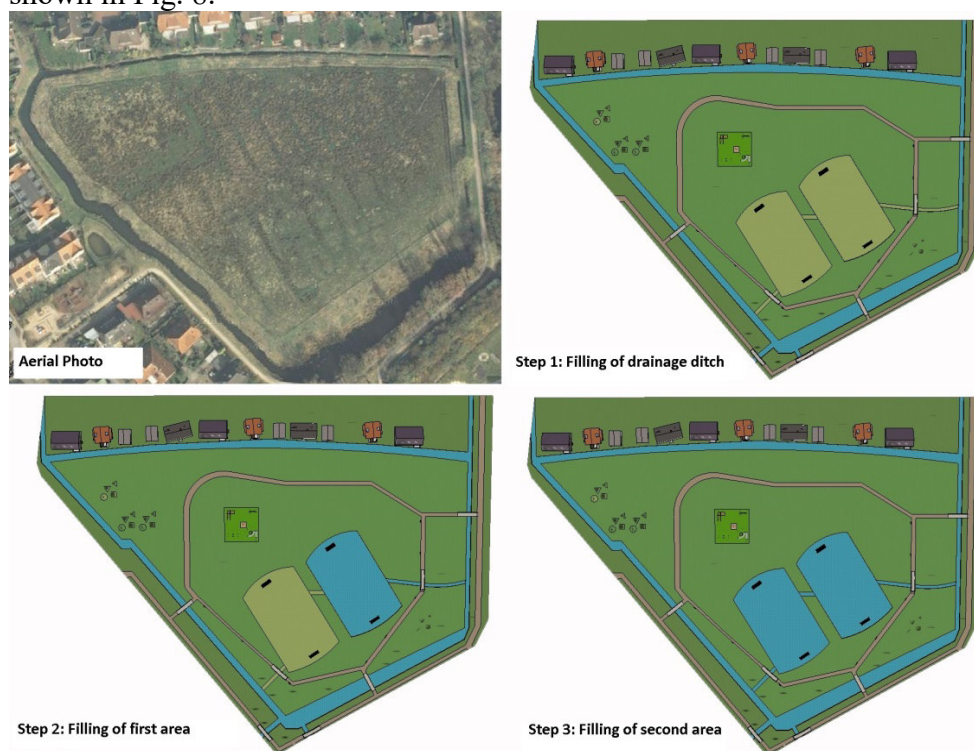 shown in Fig. 8.
Aerial Photo
Step 1: Filling of drainage ditch
Step 2: Filling of first area
Step 3: Filling of second area